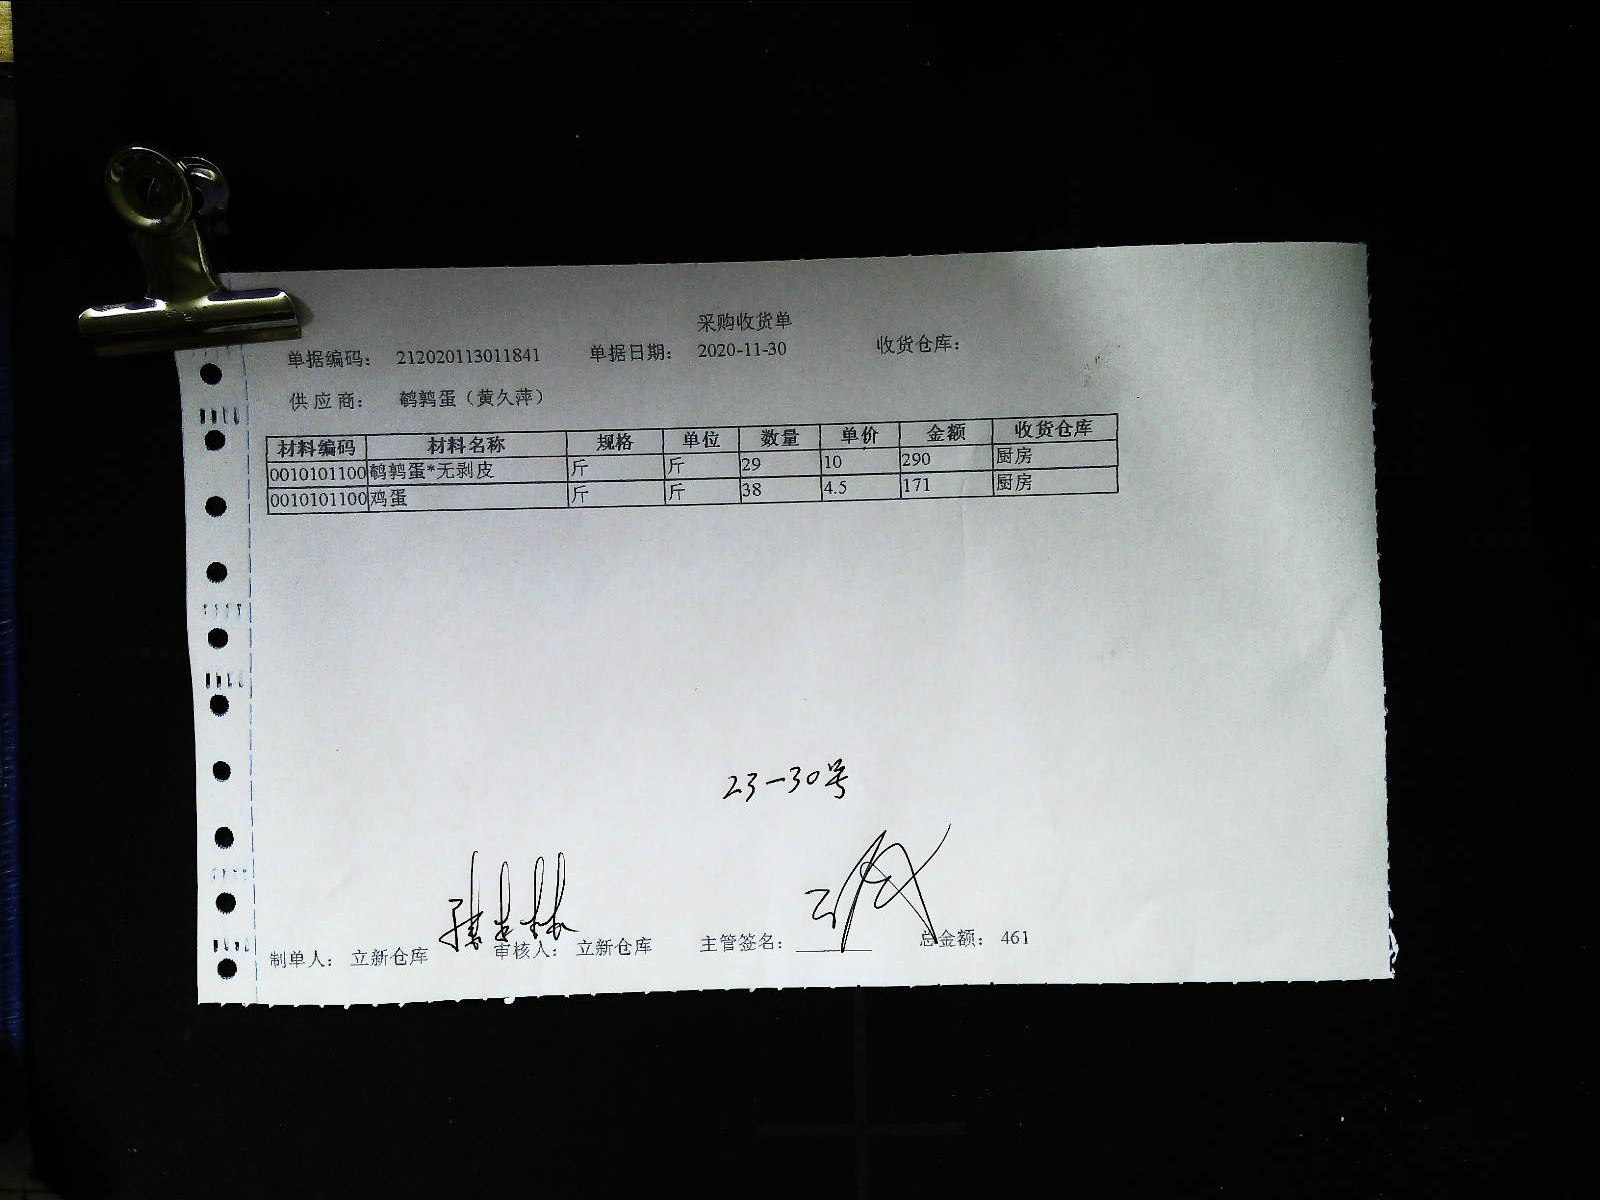 采购收货单
单据编码： 212020113011841 单据日期： 2020-11-30 收货仓库：
供应商： 鹌鹑蛋（黄久萍）
材料编码 材料名称 规格 单位 数量 单价 金额 收货仓库
0010101100 鹌鹑蛋*无剥皮 斤 斤 29 10 290 厨房
0010101100 鸡蛋 斤 斤 38 4.5 171 厨房
23-30号
制单人： 立新仓库 审核人： 立新仓库 主管签名： 总金额： 461